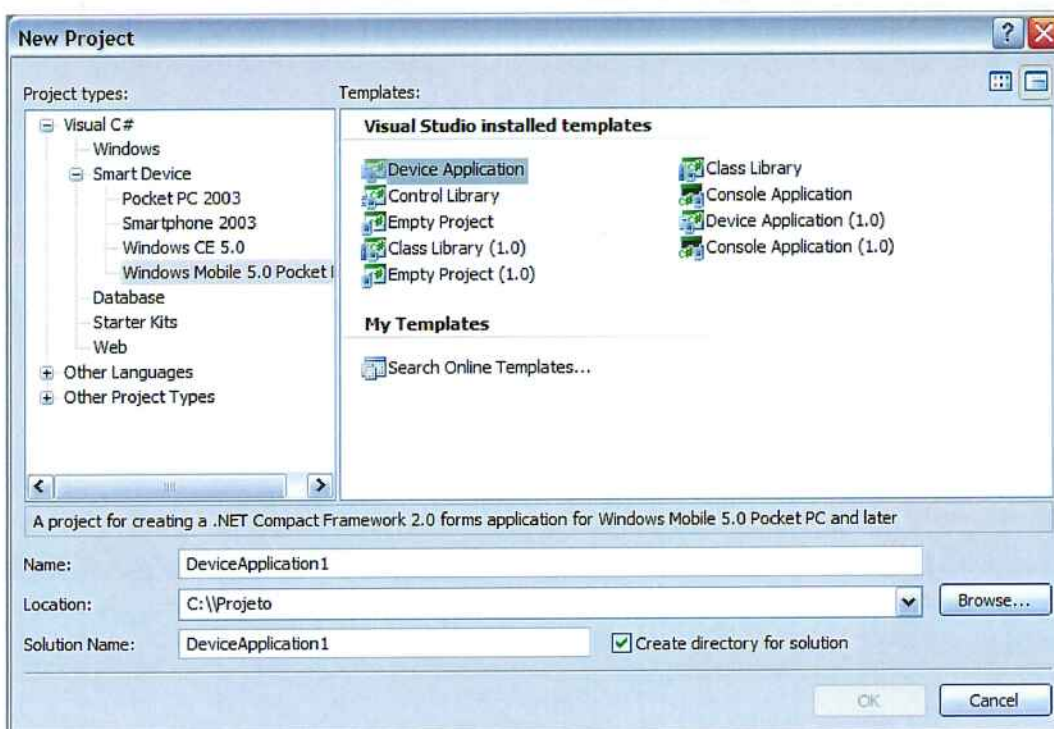 New Project
Project types:
Templates:
Visual C#
Windows
Smart Device
Pocket PC 2003
Smartphone 2003
Windows CE 5.0
Windows Mobile 5.0 Pocket
Database
Starter Kits
Web
Other Languages
Other Project Types
Visual Studio installed templates
Device Application
Control Library
Empty Project
Class Library (1.0)
Empty Project (1.0)
Class Library
Console Application
Device Application (1.0)
Console Application (1.0)
My Templates
Search Online Templates...
A project for creating a .NET Compact Framework 2.0 forms application for Windows Mobile 5.0 Pocket PC and later
Name:
DeviceApplication1
Location:
C:\\Projeto
Browse...
Solution Name:
DeviceApplication1
Create directory for solution
OK
Cancel